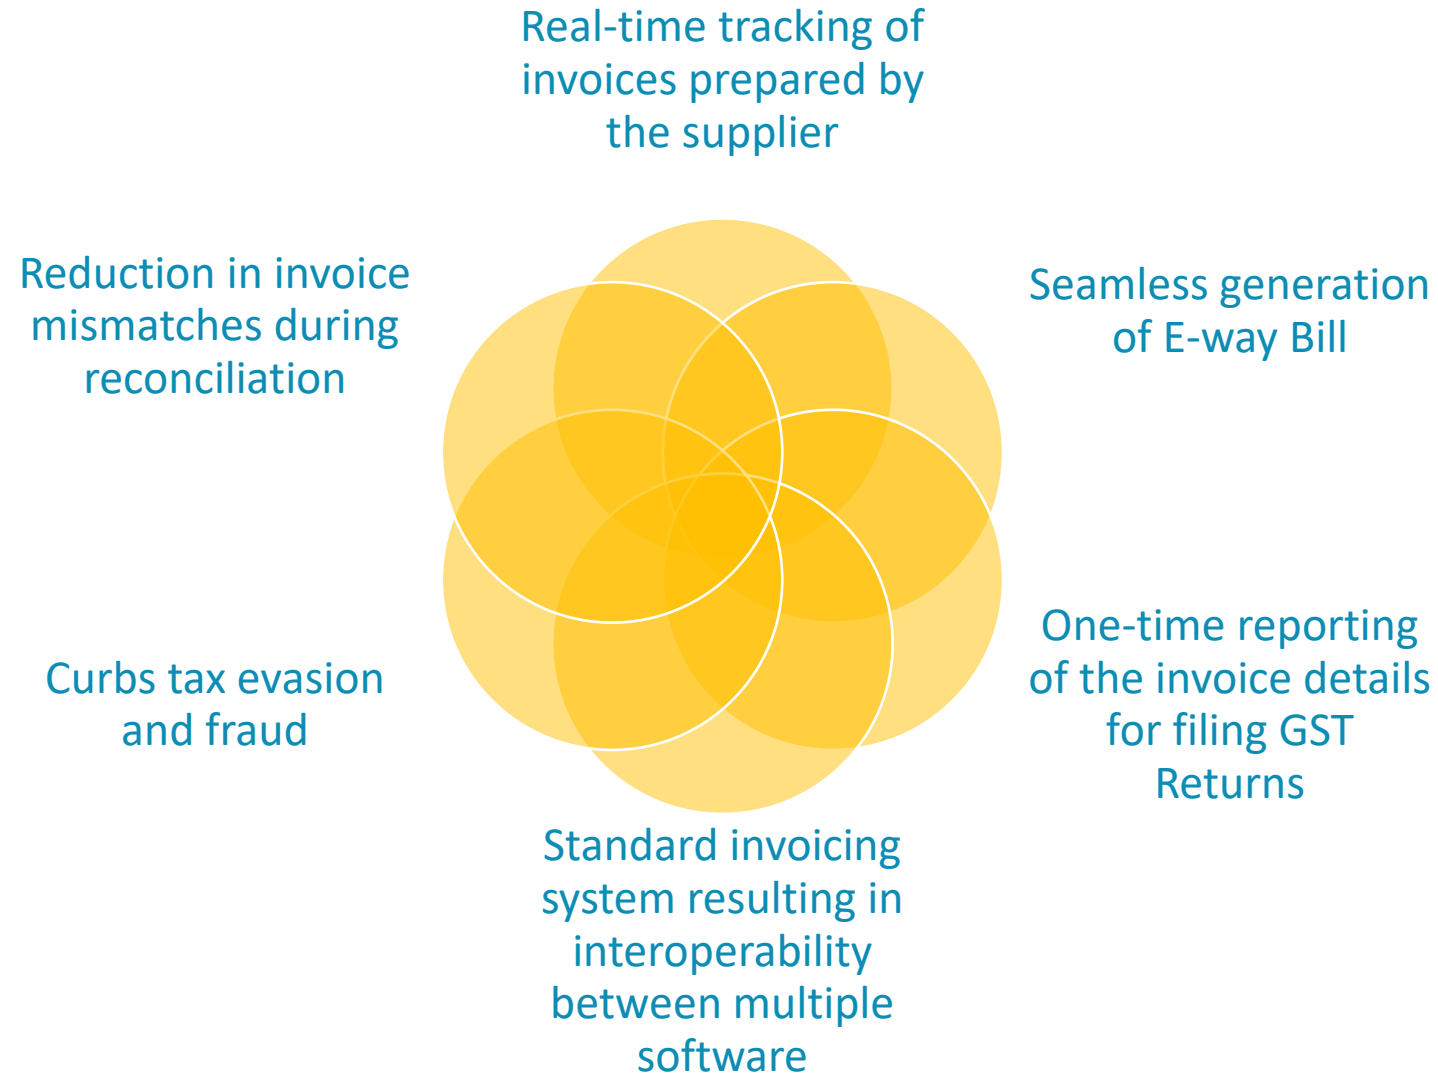 Real-time tracking of
invoices prepared by
the supplier
Seamless generation
of E-way Bill
One-time reporting
of the invoice details
for filing GST
Returns
Standard invoicing
system resulting in
interoperability
between multiple
software
Curbs tax evasion
and fraud
Reduction in invoice
mismatches during
reconciliation